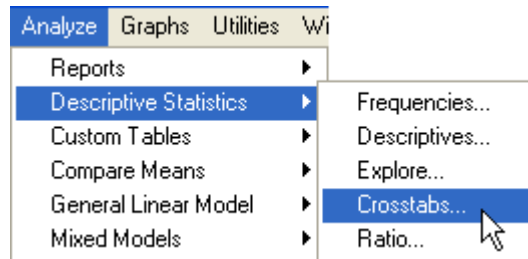 Analyze Graphs Utilities Wi
Reports
Descriptive Statistics
Custom Tables
Compare Means
General Linear Model
Mixed Models
Frequencies...
Descriptives...
Explore...
Crosstabs...
Ratio...